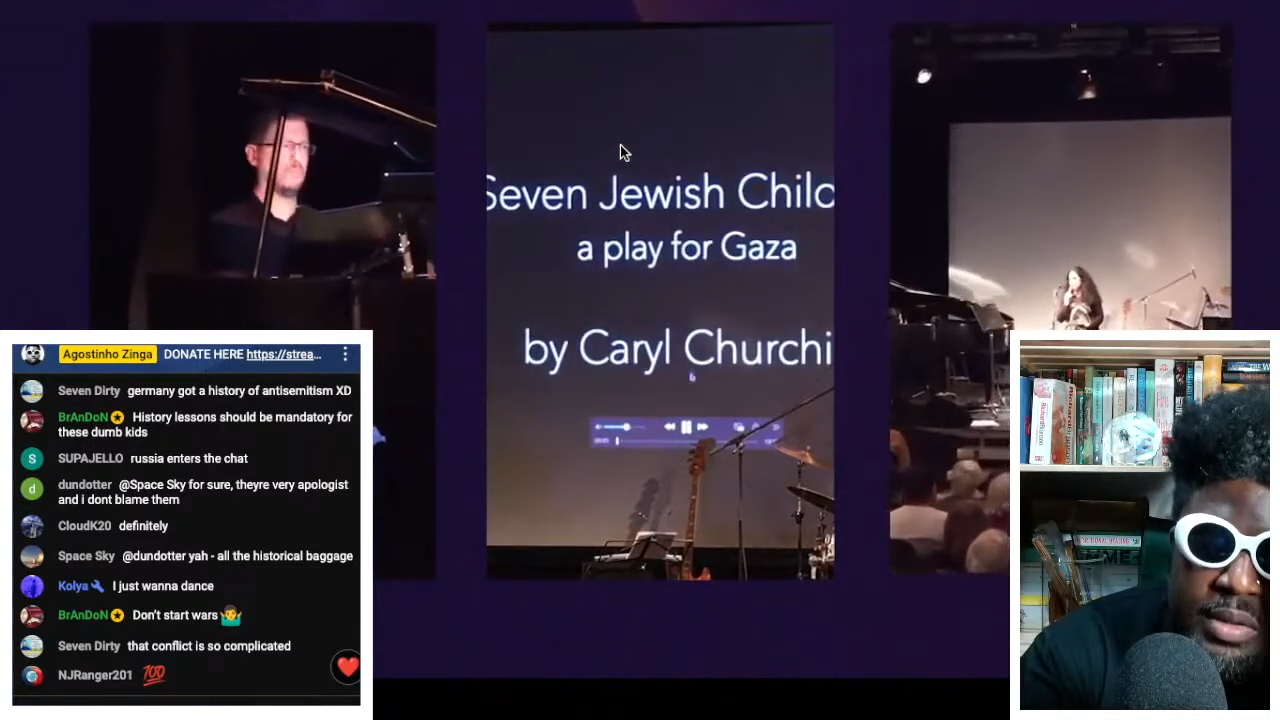 Seven Jewish Child
a play for Gaza
by Caryl Churchi
Agostinho Zinga DONATE HERE https://strea...
Seven Dirty germany got a history of antisemitism XD
BrAnDoN History lessons should be mandatory for
these dumb kids
S SUPAJELLO russia enters the chat
d dundotter @Space Sky for sure, theyre very apologist
and i dont blame them
CloudK20 definitely
Space Sky @dundotter yah - all the historical baggage
Kolya I just wanna dance
BrAnDoN Don't start wars 🤷‍♂️
Seven Dirty that conflict is so complicated
NJRanger201 💯